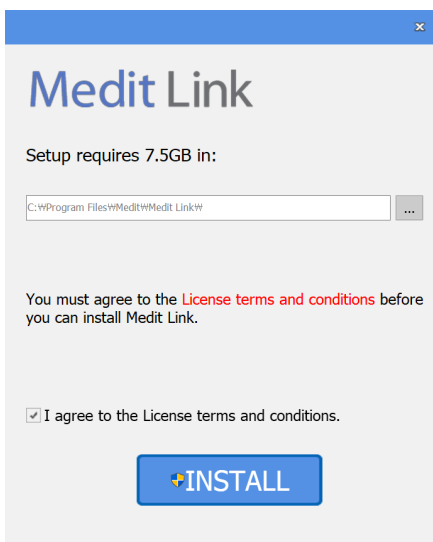 Medit Link
Setup requires 7.5GB in:
C:₩Program Files₩Medit₩Medit Link₩
...
You must agree to the License terms and conditions before
you can install Medit Link.
I agree to the License terms and conditions.
INSTALL